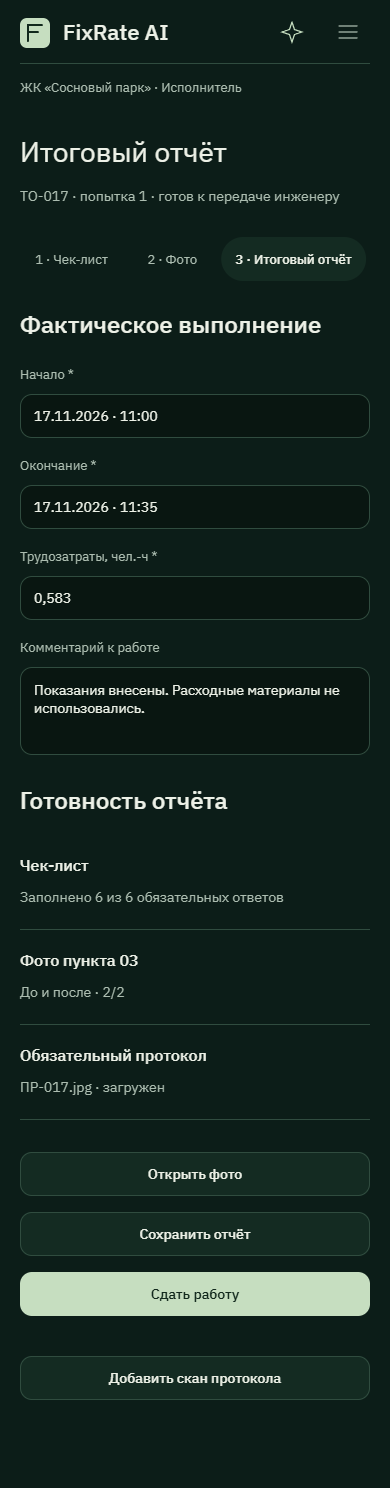 FixRate AI
ЖК «Сосновый парк» · Исполнитель
Итоговый отчёт
ТО-017 · попытка 1 · готов к передаче инженеру
1 · Чек-лист
2 · Фото
3 · Итоговый отчёт
Фактическое выполнение
Начало *
17.11.2026 · 11:00
Окончание *
17.11.2026 · 11:35
Трудозатраты, чел.-ч *
0,583
Комментарий к работе
Показания внесены. Расходные материалы не
использовались.
Готовность отчёта
Чек-лист
Заполнено 6 из 6 обязательных ответов
Фото пункта 03
До и после · 2/2
Обязательный протокол
ПР-017.jpg · загружен
Открыть фото
Сохранить отчёт
Сдать работу
Добавить скан протокола